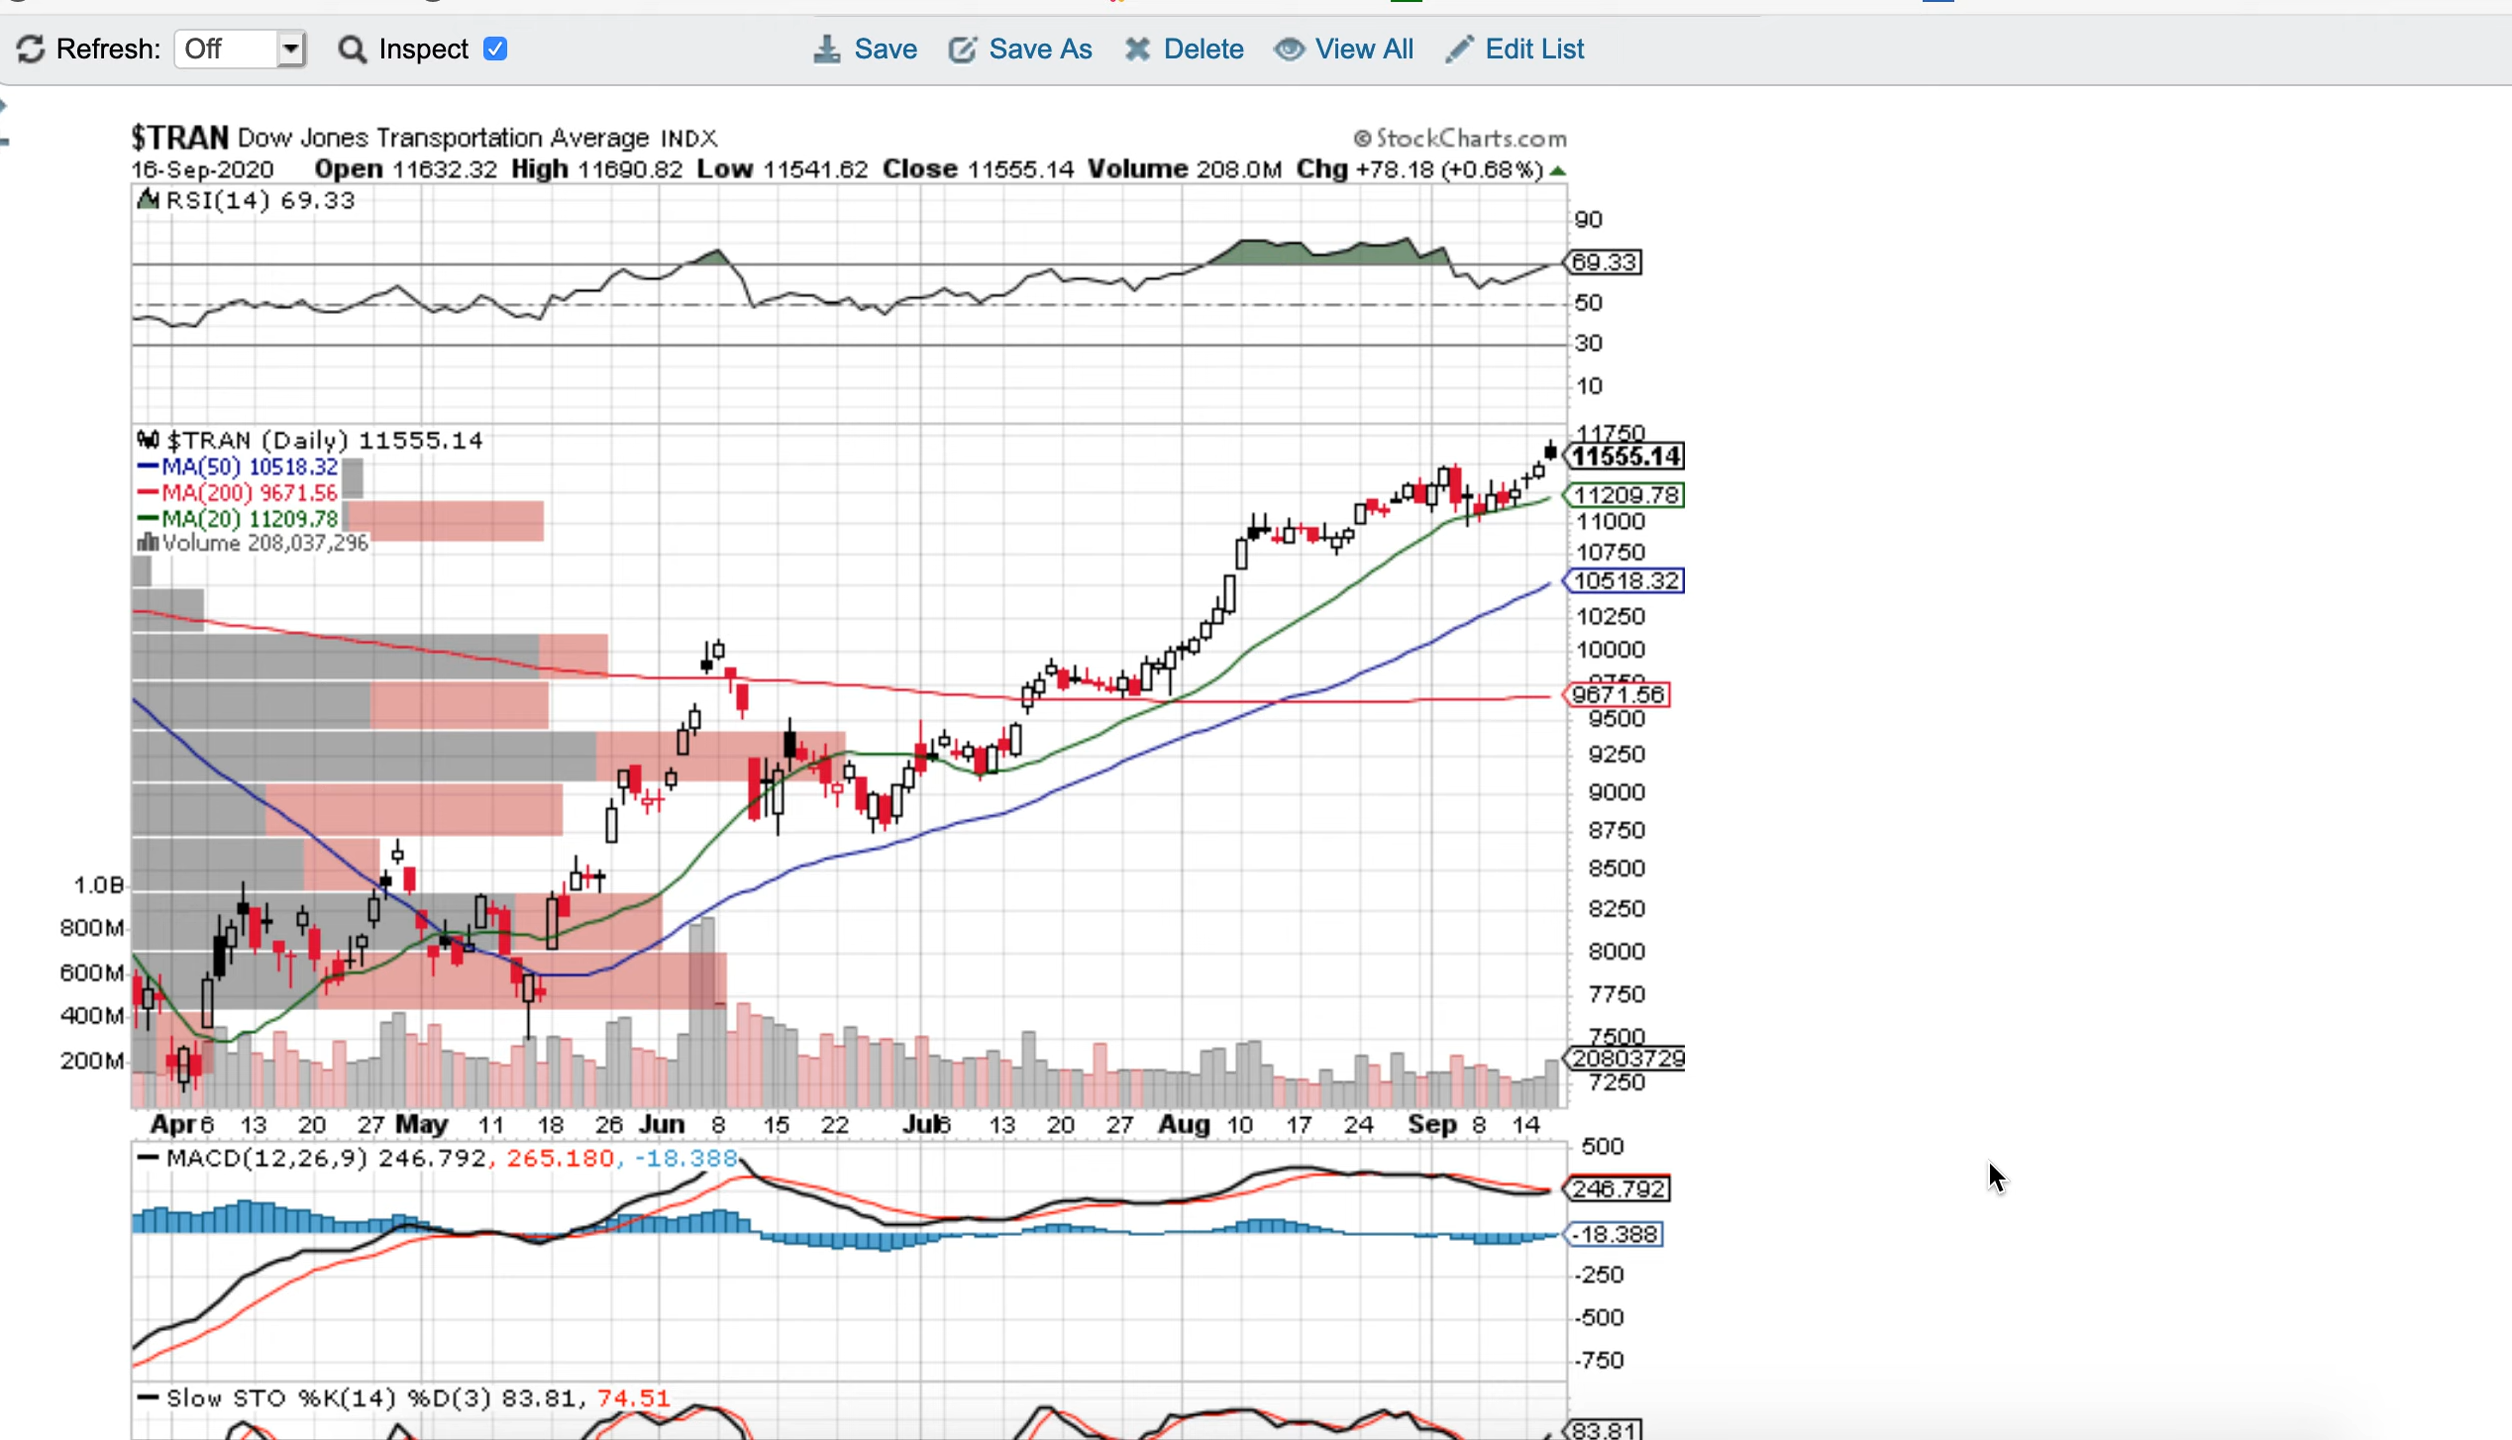 Refresh: Off Inspect Save Save As Delete View All Edit List
$TRAN Dow Jones Transportation Average INDX © StockCharts.com
16-Sep-2020 Open 11632.32 High 11690.82 Low 11541.62 Close 11555.14 Volume 208.0M Chg +78.18 (+0.68%)
RSI(14) 69.33
90
69.33
50
30
10
$TRAN (Daily) 11555.14
MA(50) 10518.32
MA(200) 9671.56
MA(20) 11209.78
Volume 208,037,296
11750
11555.14
11209.78
11000
10750
10518.32
10250
10000
9671.56
9500
9250
9000
8750
8500
8250
8000
7750
7500
20803729
7250
1.0B
800M
600M
400M
200M
Apr 6 13 20 27 May 11 18 26 Jun 8 15 22 Jul 6 13 20 27 Aug 10 17 24 Sep 8 14
MACD(12,26,9) 246.792, 265.180, -18.388
500
246.792
-18.388
-250
-500
-750
Slow STO %K(14) %D(3) 83.81, 74.51
83.81